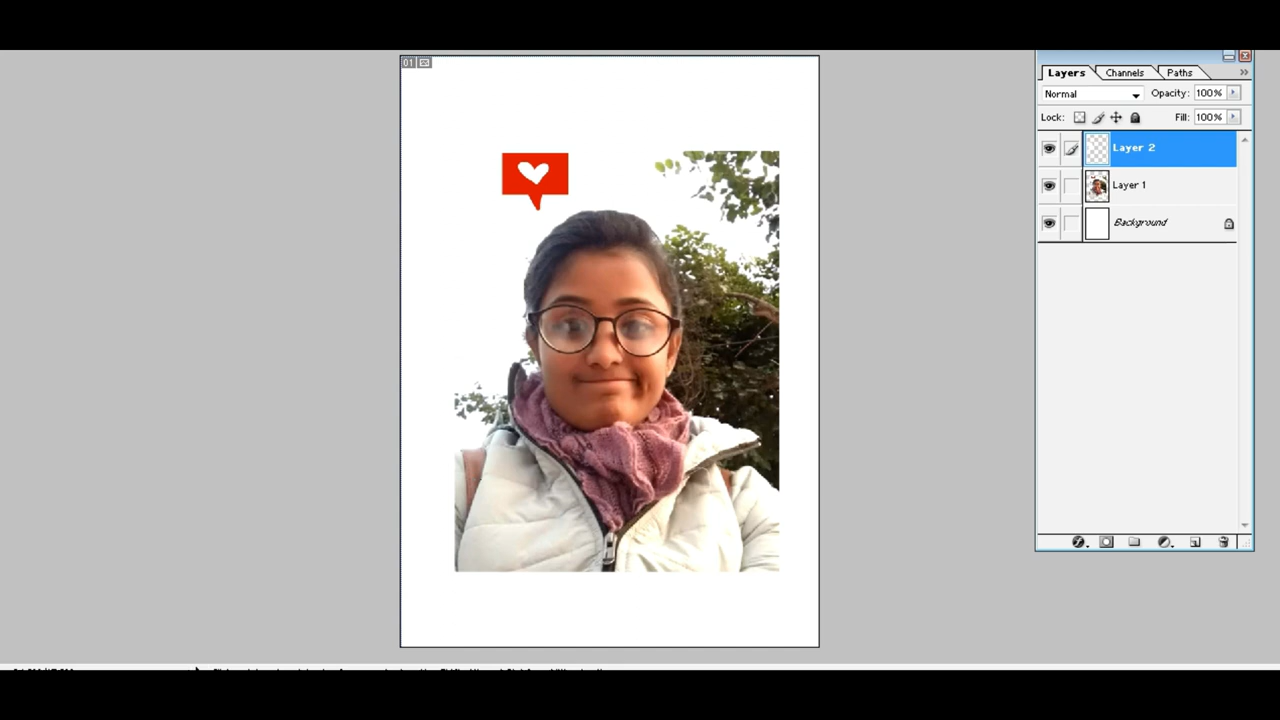 01
Layers Channels Paths
Normal Opacity: 100%
Lock: Fill: 100%
Layer 2
Layer 1
Background